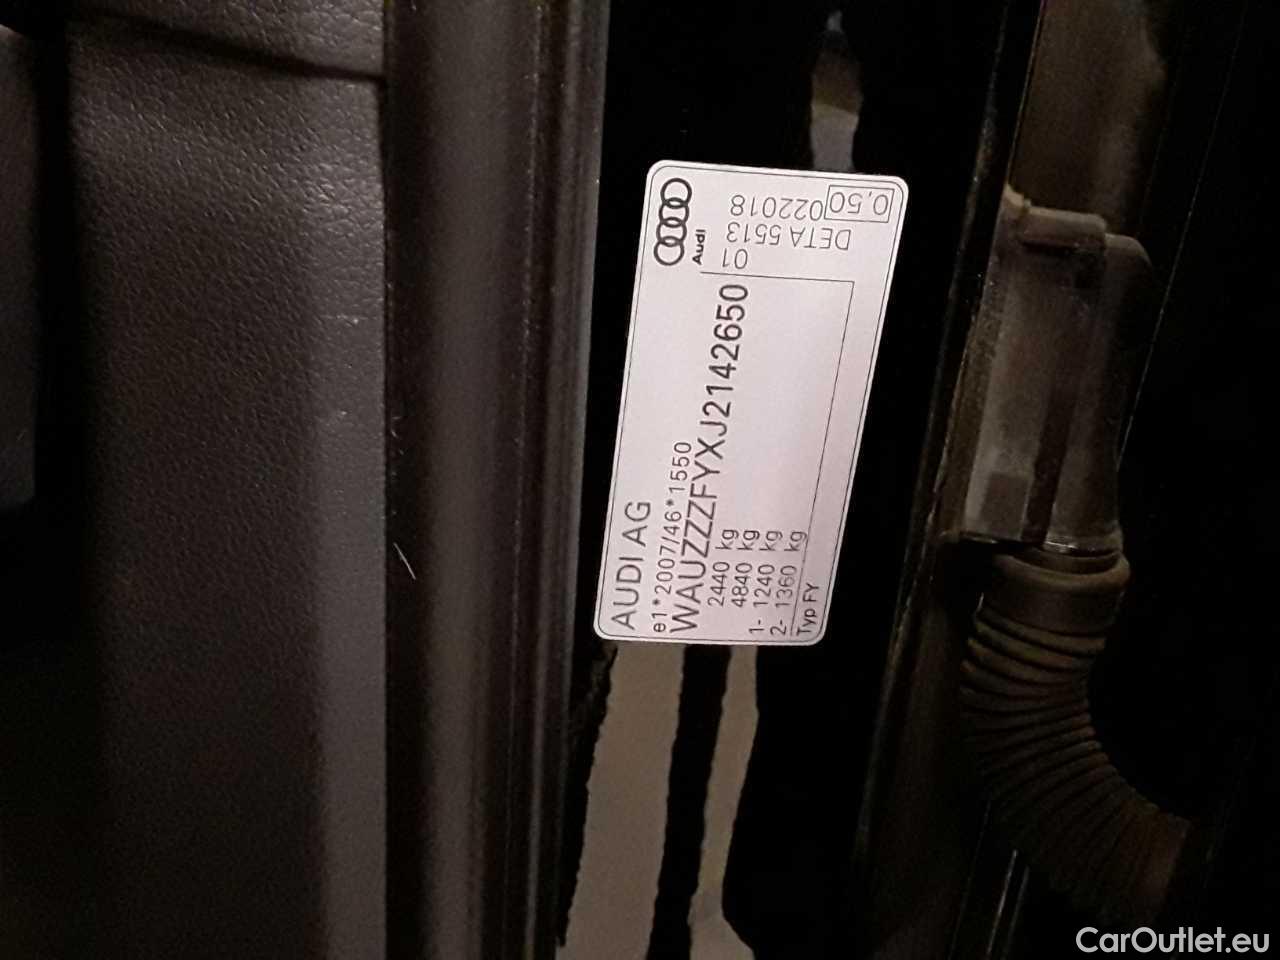 AUDI AG
e1*2007/46*1550
WAUZZZFYXJ2142650
2440 kg
4840 kg
1- 1240 kg
2- 1360 kg
Typ FY
Audi
01
DETA 5513
022018
0,50
CarOutlet.eu